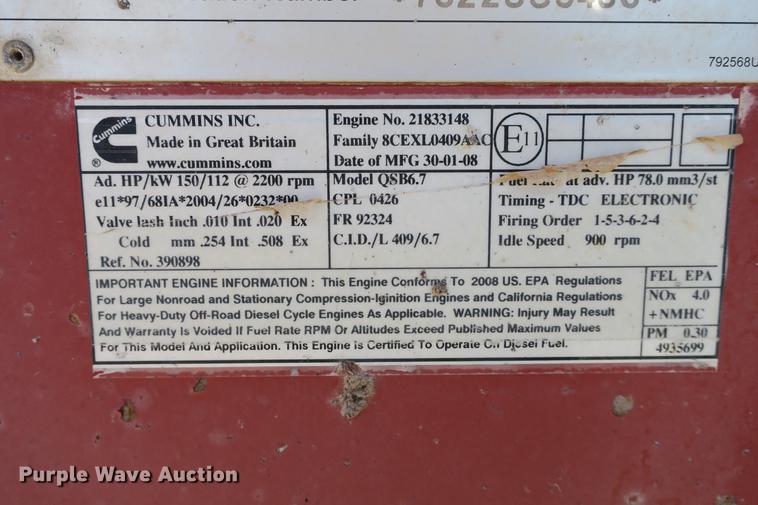 792568U
Cummins
®
CUMMINS INC.
Made in Great Britain
www.cummins.com
Engine No. 21833148
Family 8CEXL0409AAC
Date of MFG 30-01-08
E11
Ad. HP/kW 150/112 @ 2200 rpm
e11*97/68IA*2004/26*0232*00
Valve lash Inch .010 Int .020 Ex
Cold mm .254 Int .508 Ex
Ref. No. 390898
Model QSB6.7
CPL 0426
FR 92324
C.I.D./L 409/6.7
Fuel at adv. HP 78.0 mm3/st
Timing - TDC ELECTRONIC
Firing Order 1-5-3-6-2-4
Idle Speed 900 rpm
IMPORTANT ENGINE INFORMATION : This Engine Conforms To 2008 US. EPA Regulations
For Large Nonroad and Stationary Compression-Ignition Engines and California Regulations
For Heavy-Duty Off-Road Diesel Cycle Engines As Applicable. WARNING: Injury May Result
And Warranty Is Voided If Fuel Rate RPM Or Altitudes Exceed Published Maximum Values
For This Model And Application. This Engine is Certified To Operate On Diesel Fuel.
FEL EPA
NOx 4.0
+NMHC
PM 0.30
4935699
Purple Wave Auction